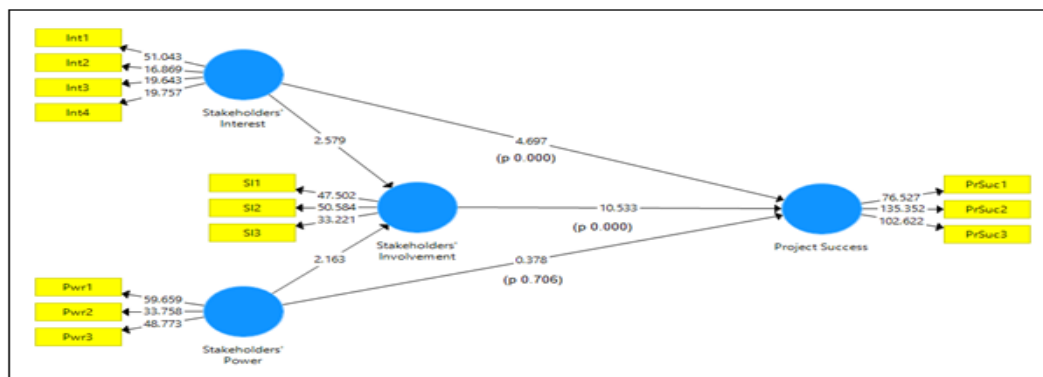 Int1
Int2
Int3
Int4
51.043
16.869
19.643
19.757
Stakeholders'
Interest
2.579
4.697
(p 0.000)
SI1
SI2
SI3
47.502
50.584
33.221
Stakeholders'
Involvement
10.533
(p 0.000)
2.163
0.378
(p 0.706)
Pwr1
Pwr2
Pwr3
59.659
33.758
48.773
Stakeholders'
Power
Project Success
76.527
135.352
102.622
PrSuc1
PrSuc2
PrSuc3